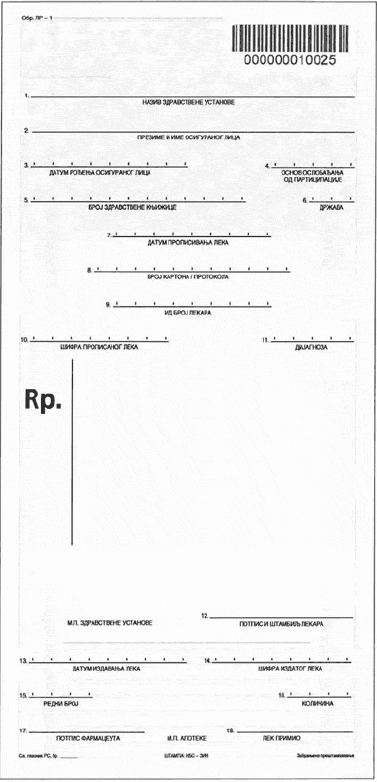 Обр. ЛР – 1
000000010025
1.
НАЗИВ ЗДРАВСТВЕНЕ УСТАНОВЕ
2.
ПРЕЗИМЕ И ИМЕ ОСИГУРАНОГ ЛИЦА
3. 4.
ДАТУМ РОЂЕЊА ОСИГУРАНОГ ЛИЦА ОСНОВ ОСЛОБАЂАЊА
ОД ПАРТИЦИПАЦИЈЕ
5. 6.
БРОЈ ЗДРАВСТВЕНЕ КЊИЖИЦЕ ДРЖАВА
7.
ДАТУМ ПРОПИСИВАЊА ЛЕКА
8.
БРОЈ КАРТОНА / ПРОТОКОЛА
9.
ИД БРОЈ ЛЕКАРА
10. 11.
ШИФРА ПРОПИСАНОГ ЛЕКА ДИЈАГНОЗА
Rp.
12.
М.П. ЗДРАВСТВЕНЕ УСТАНОВЕ ПОТПИС И ШТАМБИЉ ЛЕКАРА
13. 14.
ДАТУМ ИЗДАВАЊА ЛЕКА ШИФРА ИЗДАТОГ ЛЕКА
15. 16.
РЕДНИ БРОЈ КОЛИЧИНА
17. 18.
ПОТПИС ФАРМАЦЕУТА М.П. АПОТЕКЕ ЛЕК ПРИМИО
Сл. гласник РС, бр. ШТАМПА: НБС – ЗИН Забрањено прештампавање